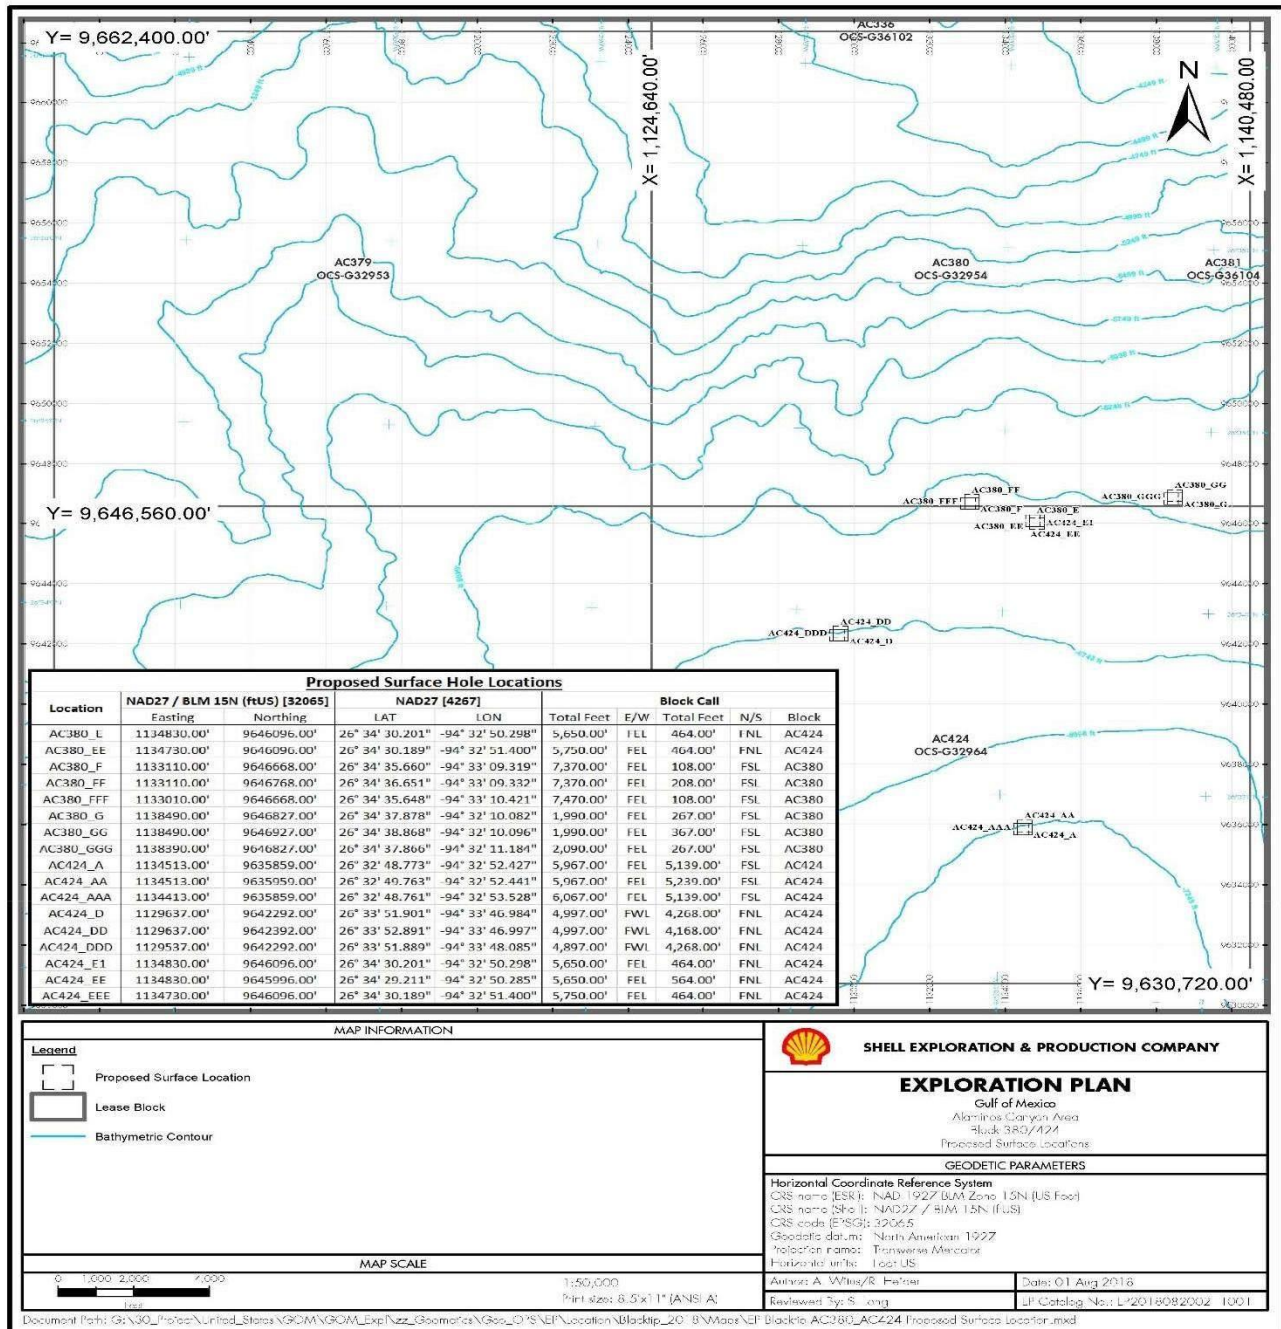 Y= 9,662,400.00'
X= 1,124,640.00'
X= 1,140,480.00
N
AC336
OCS-G36102
AC379
OCS-G32953
AC380
OCS-G32954
AC381
OCS-G36104
9660000
9658000
9656000
9654000
9652000
9650000
9648000
9646000
9644000
9642000
Y= 9,646,560.00'
AC380_FF
AC380_FFF
AC380_F
AC380_GG
AC380_GGG
AC380_G
AC380_E
AC380_EE
AC424_E1
AC424_EE
AC424_DD
AC424_DDD
AC424_D
AC424
OCS-G32964
AC424_AA
AC424_AAA
AC424_A
Y= 9,630,720.00'
Proposed Surface Hole Locations
Location NAD27 / BLM 15N (ftUS) [32065] NAD27 [4267] Block Call
Easting Northing LAT LON Total Feet E/W Total Feet N/S Block
AC380_E 1134830.00' 9646096.00' 26° 34' 30.201" -94° 32' 50.298" 5,650.00' FEL 464.00' FNL AC424
AC380_EE 1134730.00' 9646096.00' 26° 34' 30.189" -94° 32' 51.400" 5,750.00' FEL 464.00' FNL AC424
AC380_F 1133110.00' 9646668.00' 26° 34' 35.660" -94° 33' 09.319" 7,370.00' FEL 108.00' FSL AC380
AC380_FF 1133110.00' 9646768.00' 26° 34' 36.651" -94° 33' 09.332" 7,370.00' FEL 208.00' FSL AC380
AC380_FFF 1133010.00' 9646668.00' 26° 34' 35.648" -94° 33' 10.421" 7,470.00' FEL 108.00' FSL AC380
AC380_G 1138490.00' 9646827.00' 26° 34' 37.878" -94° 32' 10.082" 1,990.00' FEL 267.00' FSL AC380
AC380_GG 1138490.00' 9646927.00' 26° 34' 38.868" -94° 32' 10.096" 1,990.00' FEL 367.00' FSL AC380
AC380_GGG 1138390.00' 9646827.00' 26° 34' 37.866" -94° 32' 11.184" 2,090.00' FEL 267.00' FSL AC380
AC424_A 1134513.00' 9635859.00' 26° 32' 48.773" -94° 32' 52.427" 5,967.00' FEL 5,139.00' FSL AC424
AC424_AA 1134513.00' 9635959.00' 26° 32' 49.763" -94° 32' 52.441" 5,967.00' FEL 5,239.00' FSL AC424
AC424_AAA 1134413.00' 9635859.00' 26° 32' 48.761" -94° 32' 53.528" 6,067.00' FEL 5,139.00' FSL AC424
AC424_D 1129637.00' 9642292.00' 26° 33' 51.901" -94° 33' 46.984" 4,997.00' FWL 4,268.00' FNL AC424
AC424_DD 1129637.00' 9642392.00' 26° 33' 52.891" -94° 33' 46.997" 4,997.00' FWL 4,168.00' FNL AC424
AC424_DDD 1129537.00' 9642292.00' 26° 33' 51.889" -94° 33' 48.085" 4,897.00' FWL 4,268.00' FNL AC424
AC424_E1 1134830.00' 9646096.00' 26° 34' 30.201" -94° 32' 50.298" 5,650.00' FEL 464.00' FNL AC424
AC424_EE 1134830.00' 9645996.00' 26° 34' 29.211" -94° 32' 50.285" 5,650.00' FEL 564.00' FNL AC424
AC424_EEE 1134730.00' 9646096.00' 26° 34' 30.189" -94° 32' 51.400" 5,750.00' FEL 464.00' FNL AC424
MAP INFORMATION
Legend
Proposed Surface Location
Lease Block
Bathymetric Contour
MAP SCALE
0 1,000 2,000 4,000
Feet
1:50,000
Print size: 8.5"x11" (ANSI A)
SHELL EXPLORATION & PRODUCTION COMPANY
EXPLORATION PLAN
Gulf of Mexico
Alaminos Canyon Area
Block 380/424
Proposed Surface Locations
GEODETIC PARAMETERS
Horizontal Coordinate Reference System
CRS name (ESRI): NAD 1927 BLM Zone 15N (US Foot)
CRS name (Shell): NAD27 / BLM 15N (ftUS)
CRS code (EPSG): 32065
Geodetic datum: North American 1927
Projection name: Transverse Mercator
Horizontal units: Foot US
Author: A.
Date: 01 Aug 2018
Reviewed By: S.
EP Catalog No.: EP2018082002
Document Path: